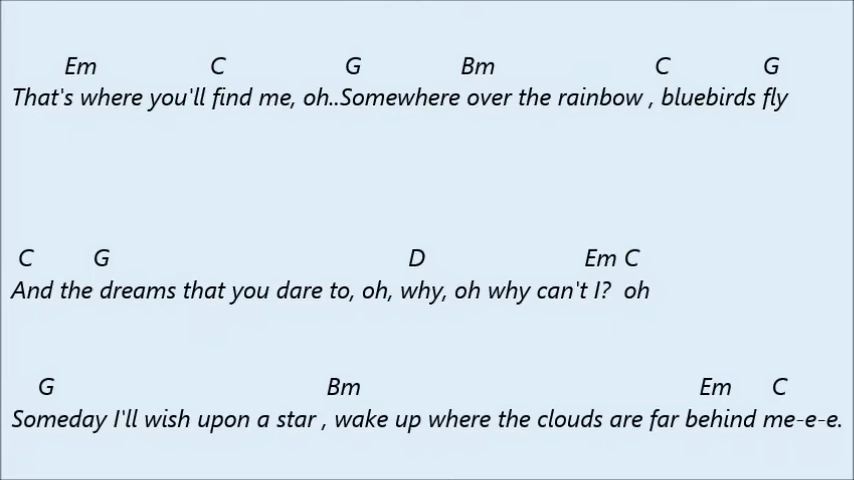 Em C G Bm C G
That's where you'll find me, oh..Somewhere over the rainbow , bluebirds fly
C G D Em C
And the dreams that you dare to, oh, why, oh why can't I? oh
G Bm Em C
Someday I'll wish upon a star , wake up where the clouds are far behind me-e-e.